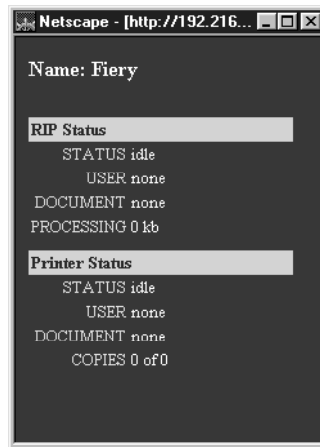 Netscape - [http://192.216...
Name: Fiery
RIP Status
STATUS idle
USER none
DOCUMENT none
PROCESSING 0 kb
Printer Status
STATUS idle
USER none
DOCUMENT none
COPIES 0 of 0